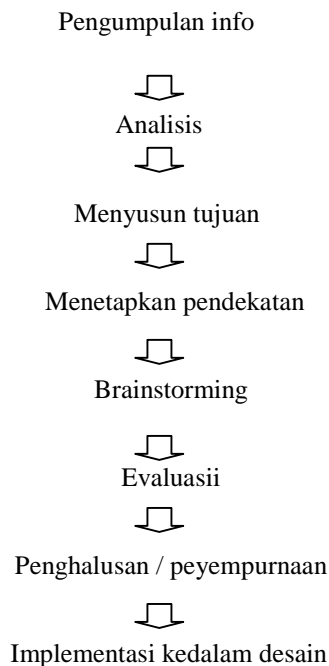 Pengumpulan info
Analisis
Menyusun tujuan
Menetapkan pendekatan
Brainstorming
Evaluasii
Penghalusan / peyempurnaan
Implementasi kedalam desain